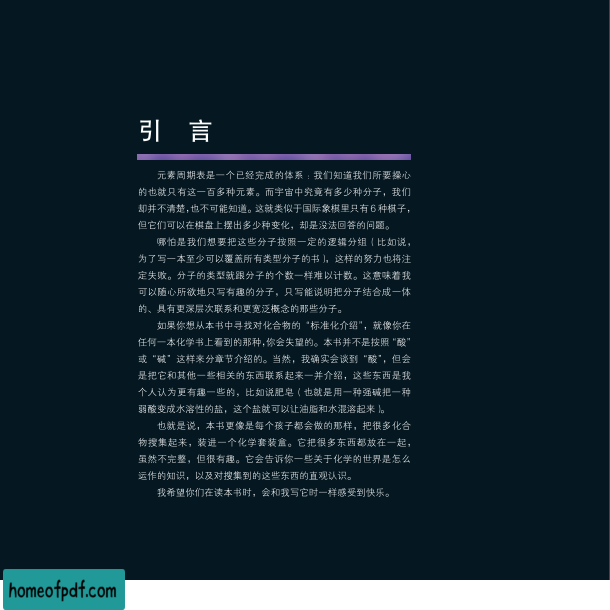 引 言
元素周期表是一个已经完成的体系：我们知道我们所要操心
的也就只有这一百多种元素。而宇宙中究竟有多少种分子，我们
却并不清楚，也不可能知道。这就类似于国际象棋里只有6种棋子，
但它们可以在棋盘上摆出多少种变化，却是没法回答的问题。
哪怕是我们想要把这些分子按照一定的逻辑分组（比如说，
为了写一本至少可以覆盖所有类型分子的书），这样的努力也将注
定失败。分子的类型就跟分子的个数一样难以计数。这意味着我
可以随心所欲地只写有趣的分子，只写能说明把分子结合成一体
的、具有更深层次联系和更宽泛概念的那些分子。
如果你想从本书中寻找对化合物的“标准化介绍”，就像你在
任何一本化学书上看到的那种，你会失望的。本书并不是按照“酸”
或“碱”这样来分章节介绍的。当然，我确实会谈到“酸”，但会
是把它和其他一些相关的东西联系起来一并介绍，这些东西是我
个人认为更有趣一些的，比如说肥皂（也就是用一种强碱把一种
弱酸变成水溶性的盐，这个盐就可以让油脂和水混溶起来）。
也就是说，本书更像是每个孩子都会做的那样，把很多化合
物搜集起来，装进一个化学套装盒。它把很多东西都放在一起，
虽然不完整，但很有趣。它会告诉你一些关于化学的世界是怎么
运作的知识，以及对搜集到的这些东西的直观认识。
我希望你们在读本书时，会和我写它时一样感受到快乐。
homeofpdf.com